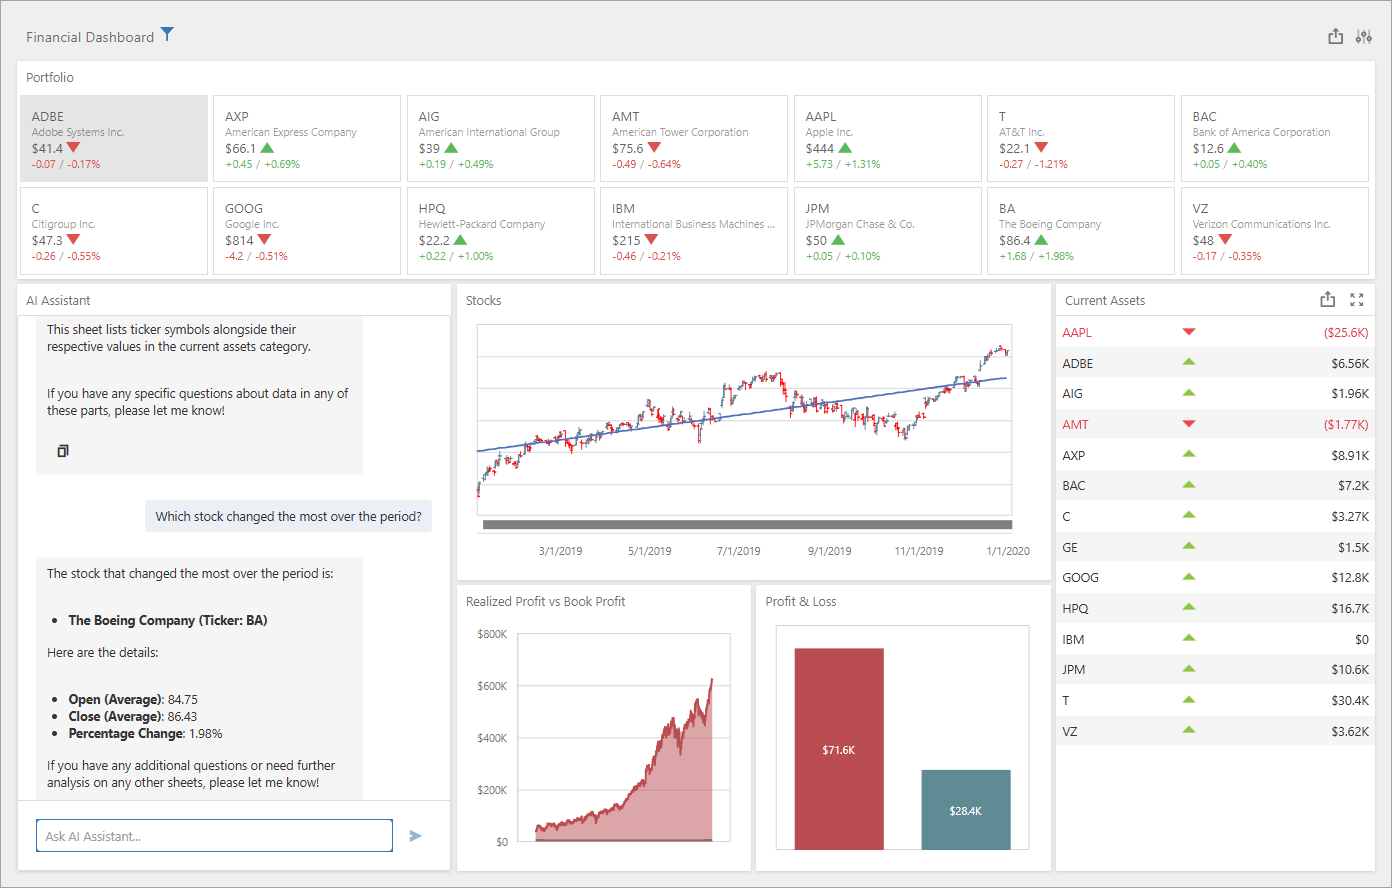 Financial Dashboard
Portfolio
ADBE
Adobe Systems Inc.
$41.4
-0.07 / -0.17%
AXP
American Express Company
$66.1
+0.45 / +0.69%
AIG
American International Group
$39
+0.19 / +0.49%
AMT
American Tower Corporation
$75.6
-0.49 / -0.64%
AAPL
Apple Inc.
$444
+5.73 / +1.31%
T
AT&T Inc.
$22.1
-0.27 / -1.21%
BAC
Bank of America Corporation
$12.6
+0.05 / +0.40%
C
Citigroup Inc.
$47.3
-0.26 / -0.55%
GOOG
Google Inc.
$814
-4.2 / -0.51%
HPQ
Hewlett-Packard Company
$22.2
+0.22 / +1.00%
IBM
International Business Machines ...
$215
-0.46 / -0.21%
JPM
JPMorgan Chase & Co.
$50
+0.05 / +0.10%
BA
The Boeing Company
$86.4
+1.68 / +1.98%
VZ
Verizon Communications Inc.
$48
-0.17 / -0.35%
AI Assistant
This sheet lists ticker symbols alongside their
respective values in the current assets category.
If you have any specific questions about data in any of
these parts, please let me know!
Which stock changed the most over the period?
The stock that changed the most over the period is:
• The Boeing Company (Ticker: BA)
Here are the details:
• Open (Average): 84.75
• Close (Average): 86.43
• Percentage Change: 1.98%
If you have any additional questions or need further
analysis on any other sheets, please let me know!
Ask AI Assistant...
Stocks
3/1/2019 5/1/2019 7/1/2019 9/1/2019 11/1/2019 1/1/2020
Realized Profit vs Book Profit
$800K
$600K
$400K
$200K
$0
Profit & Loss
$71.6K
$28.4K
Current Assets
AAPL ($25.6K)
ADBE $6.56K
AIG $1.96K
AMT ($1.77K)
AXP $8.91K
BAC $7.2K
C $3.27K
GE $1.5K
GOOG $12.8K
HPQ $16.7K
IBM $0
JPM $10.6K
T $30.4K
VZ $3.62K